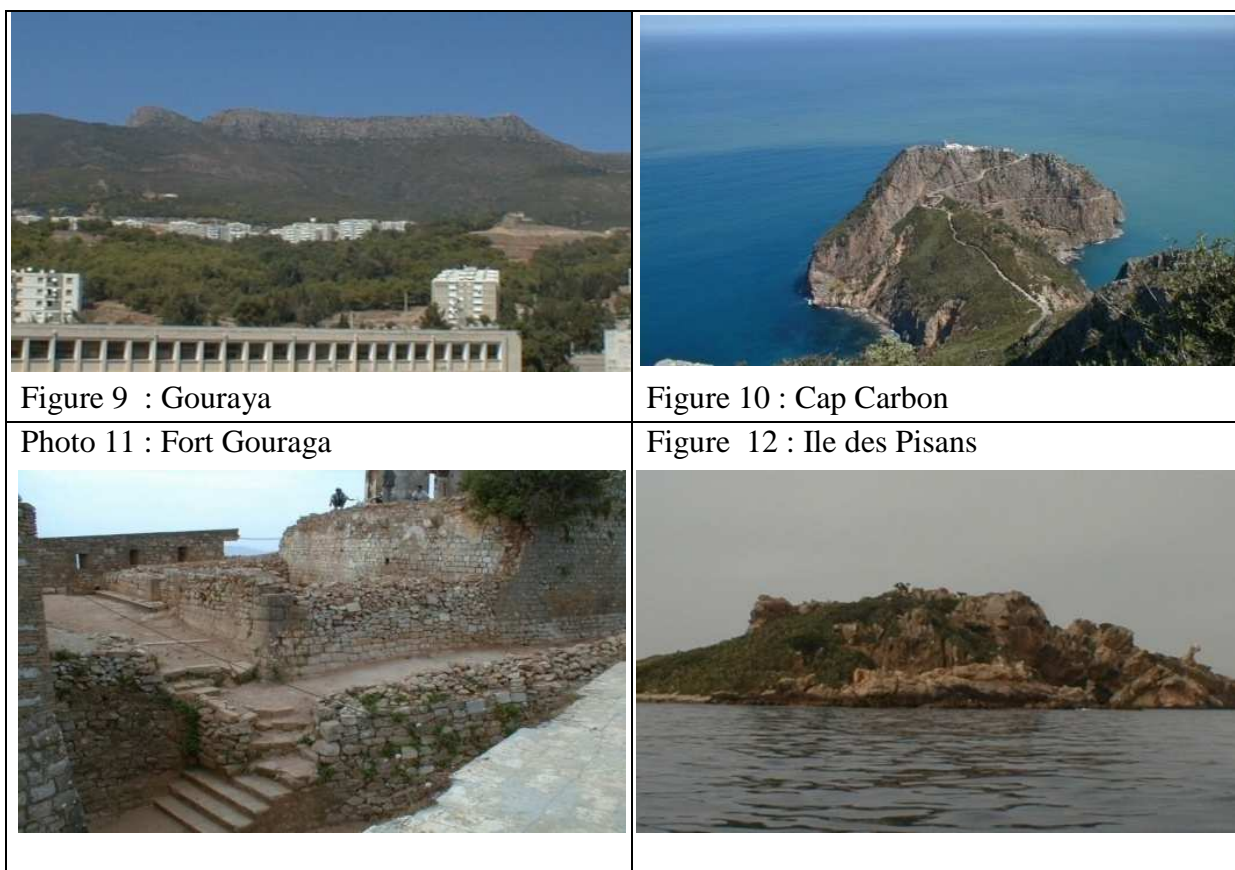 Figure 9 : Gouraya
Figure 10 : Cap Carbon
Photo 11 : Fort Gouraga
Figure 12 : Ile des Pisans